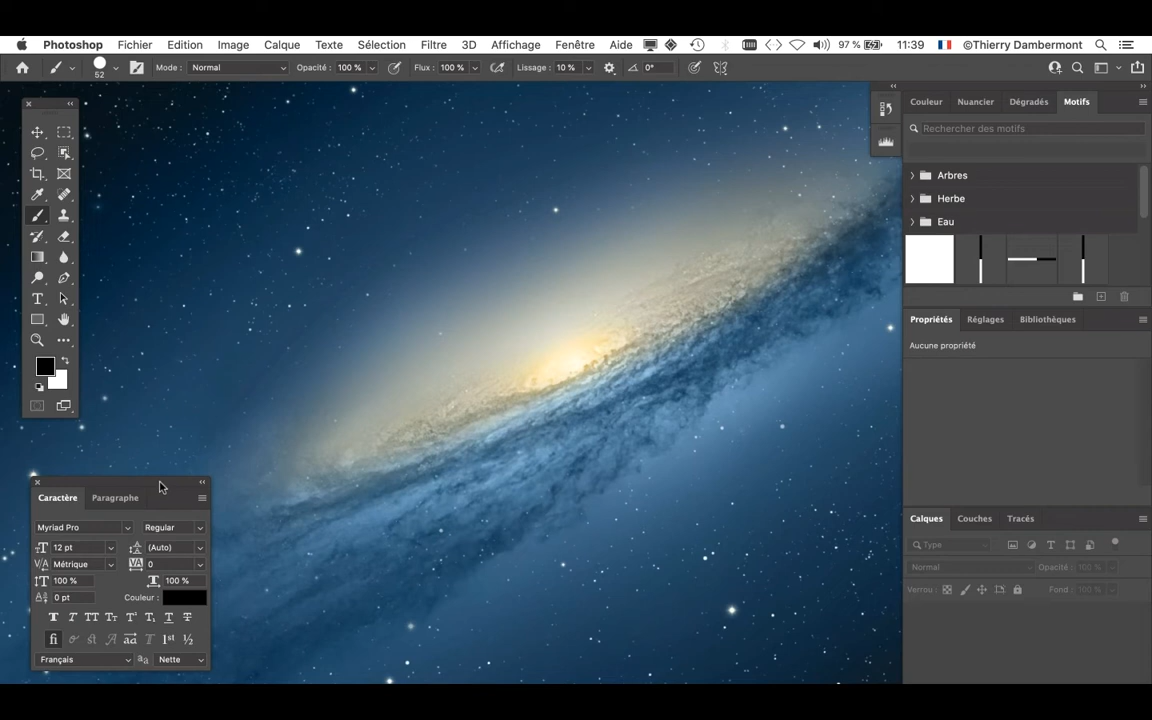 Photoshop Fichier Edition Image Calque Texte Sélection Filtre 3D Affichage Fenêtre Aide 97 % 11:39 ©Thierry Dambermont
52 Mode : Normal Opacité : 100 % Flux : 100 % Lissage : 10 % 0°
Couleur Nuancier Dégradés Motifs
Rechercher des motifs
Arbres
Herbe
Eau
Propriétés Réglages Bibliothèques
Aucune propriété
Caractère Paragraphe
Myriad Pro Regular
12 pt (Auto)
Métrique 0
100 % 100 %
0 pt Couleur :
Français Nette
Calques Couches Tracés
Type
Normal Opacité : 100 %
Verrou : Fond : 100 %